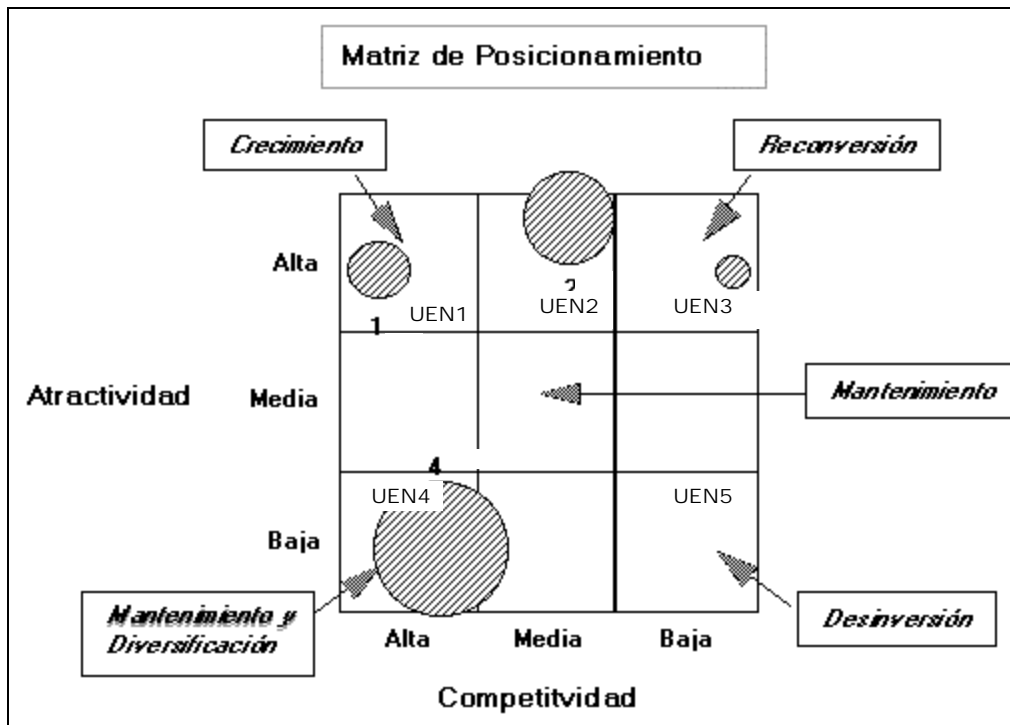 Matriz de Posicionamiento
Crecimiento
Reconversión
Alta
UEN1
UEN2
UEN3
1
Atractividad
Media
Mantenimiento
4
UEN4
UEN5
Baja
Mantenimiento y
Diversificación
Desinversión
Alta
Media
Baja
Competitvidad